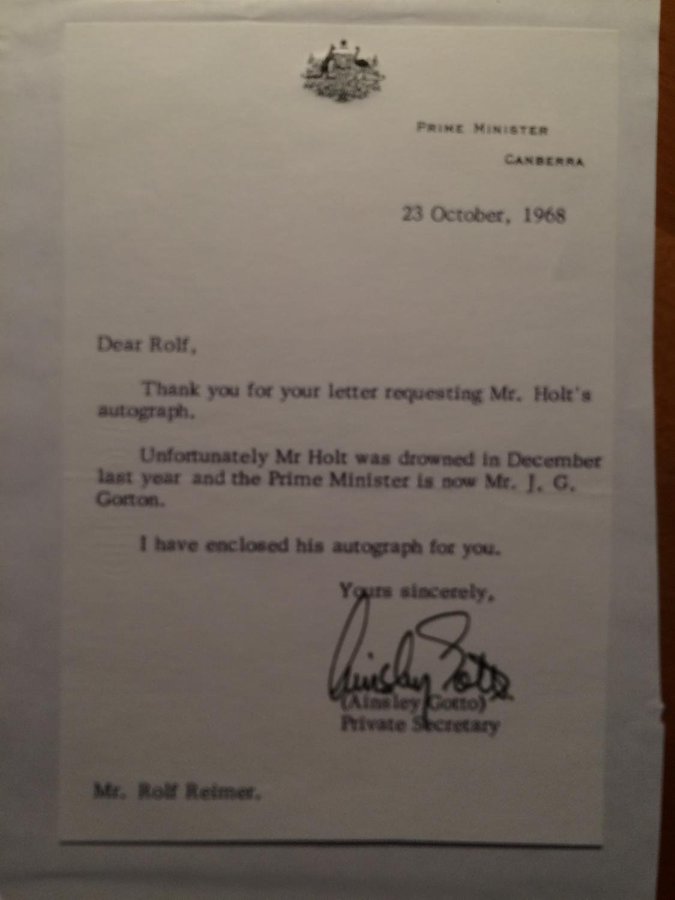 PRIME MINISTER
CANBERRA
23 October, 1968
Dear Rolf,
Thank you for your letter requesting Mr. Holt's
autograph.
Unfortunately Mr Holt was drowned in December
last year and the Prime Minister is now Mr. J. G.
Gorton.
I have enclosed his autograph for you.
Yours sincerely,
Ainsley Gotto
(Ainsley Gotto)
Private Secretary
Mr. Rolf Reimer.